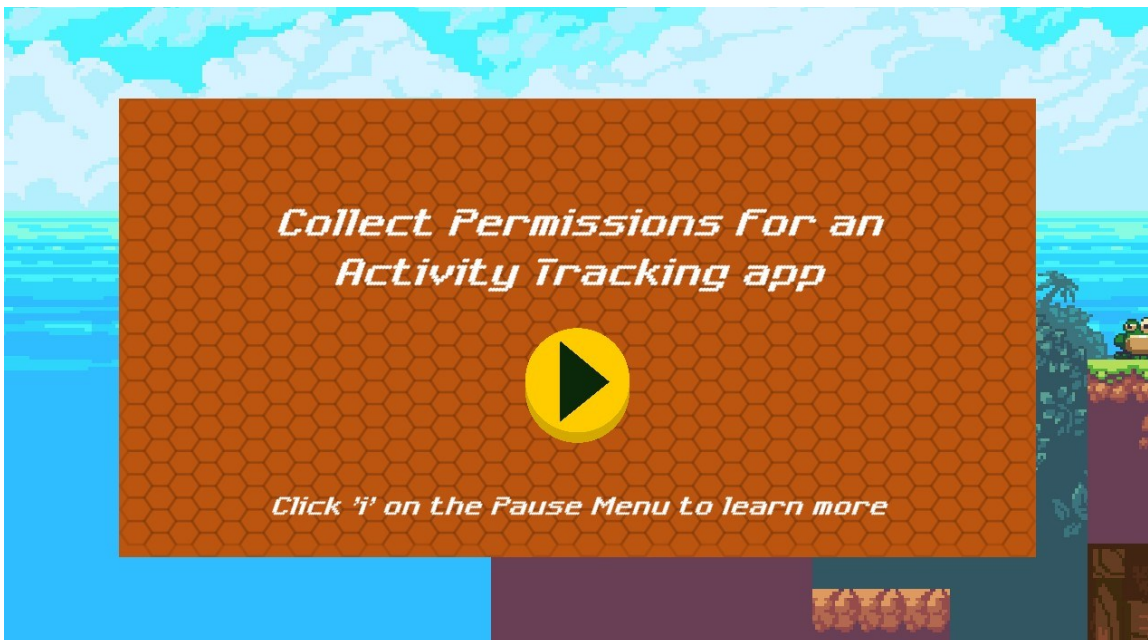 Collect Permissions for an
Activity Tracking app
Click 'i' on the Pause Menu to learn more